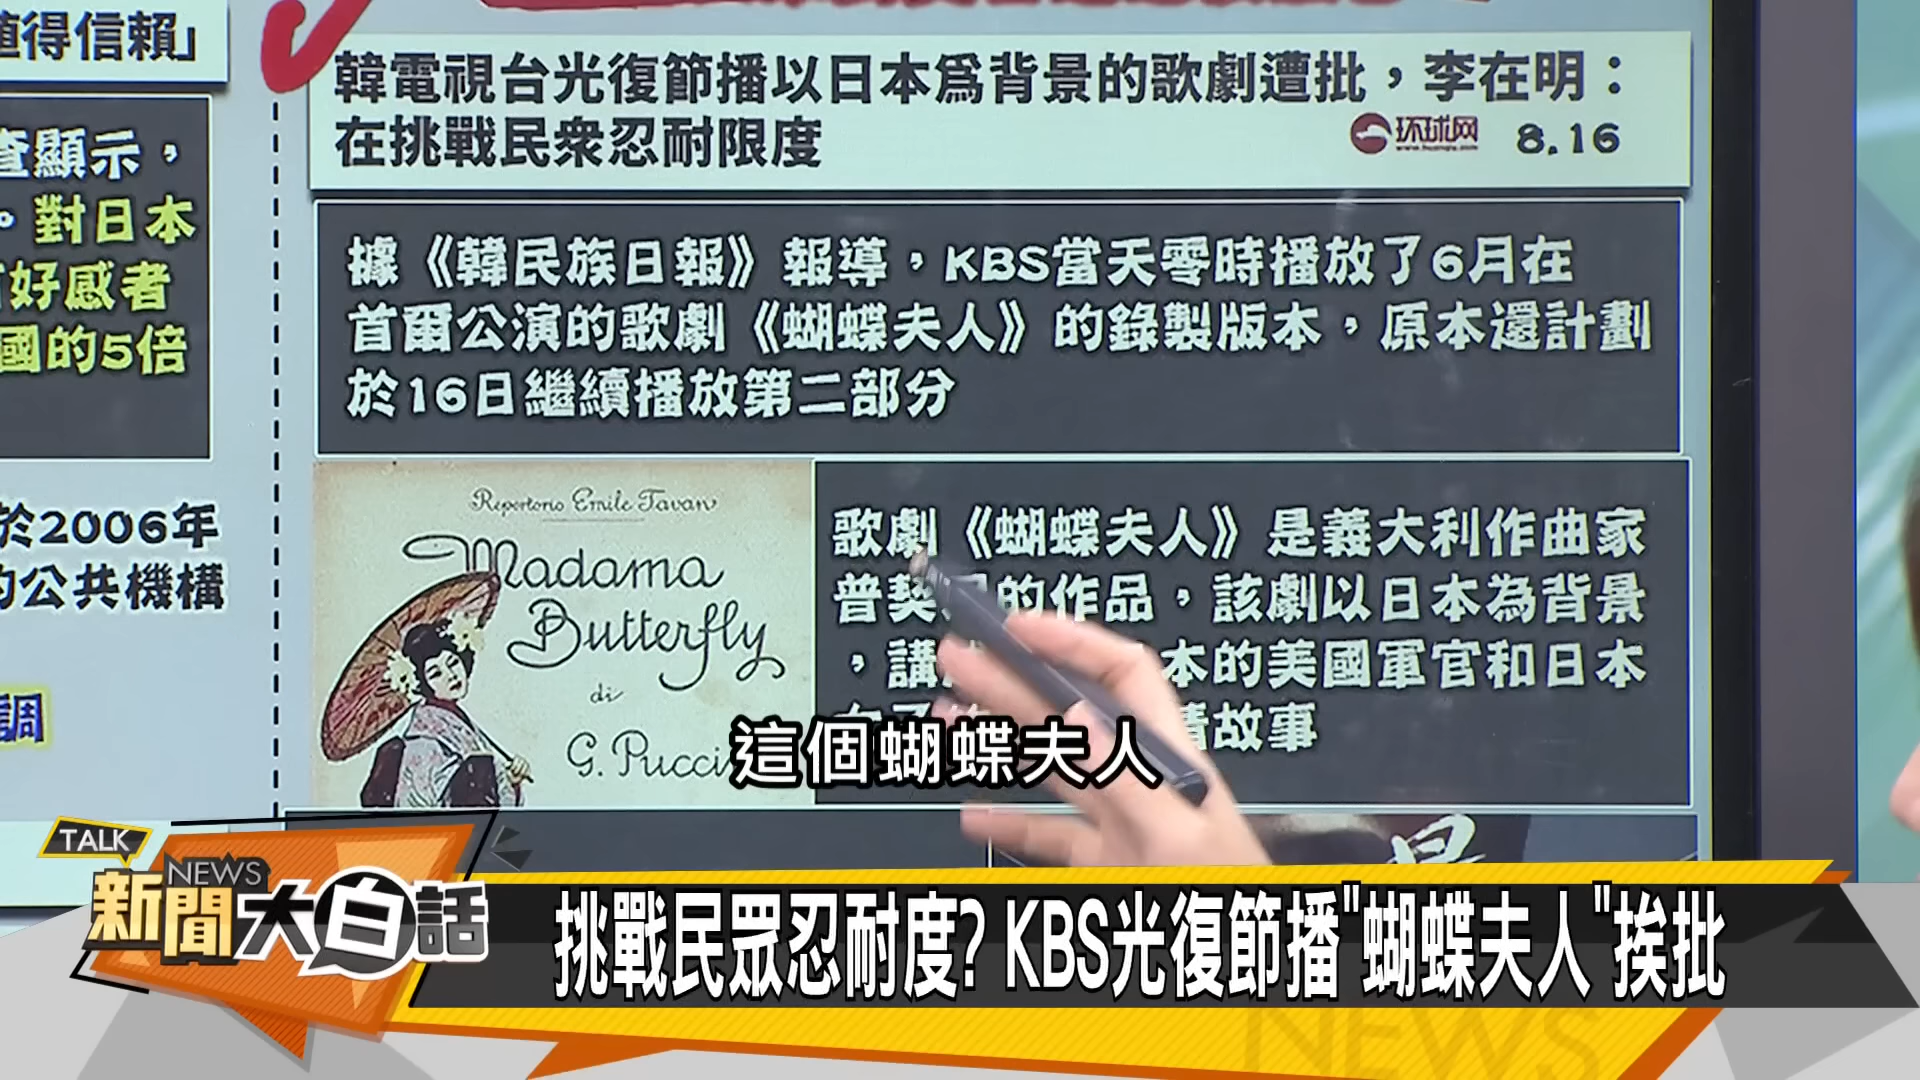 值得信賴」
查顯示，
。對日本
好感者
國的5倍
於2006年
的公共機構
調
韓電視台光復節播以日本為背景的歌劇遭批，李在明：
在挑戰民眾忍耐限度
环球网 8.16
據《韓民族日報》報導，KBS當天零時播放了6月在
首爾公演的歌劇《蝴蝶夫人》的錄製版本，原本還計劃
於16日繼續播放第二部分
Repertorio Emile Tavan
Madama
Butterfly
di
G. Pucci
歌劇《蝴蝶夫人》是義大利作曲家
普契 的作品，該劇以日本為背景
，講 本的美國軍官和日本
情故事
這個蝴蝶夫人
TALK
NEWS
新聞大白話
挑戰民眾忍耐度? KBS光復節播"蝴蝶夫人"挨批
NEWS